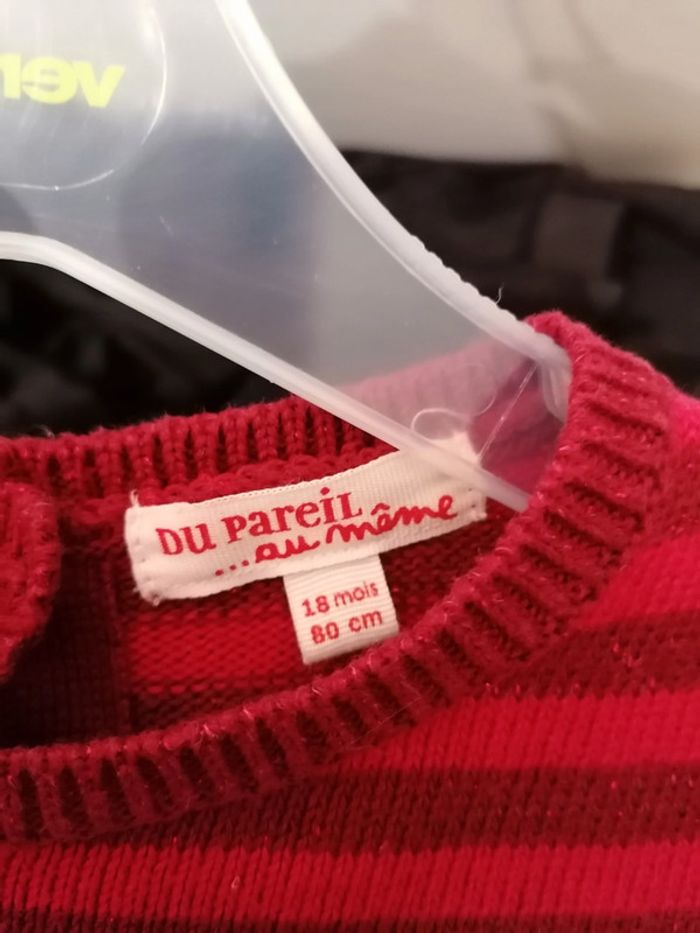 DU PaReiL
...au même
18 mois
80 cm